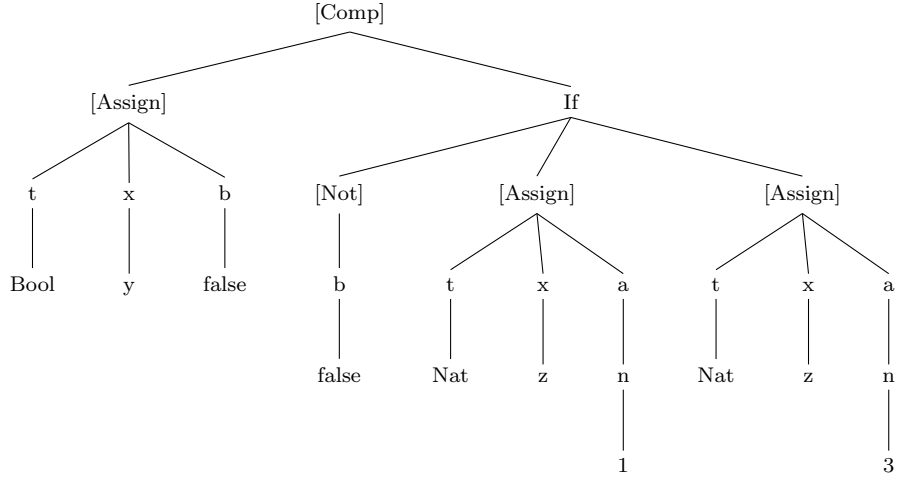 [Comp]
[Assign] If
t x b [Not] [Assign] [Assign]
Bool y false b t x a t x a
false Nat z n Nat z n
1 3